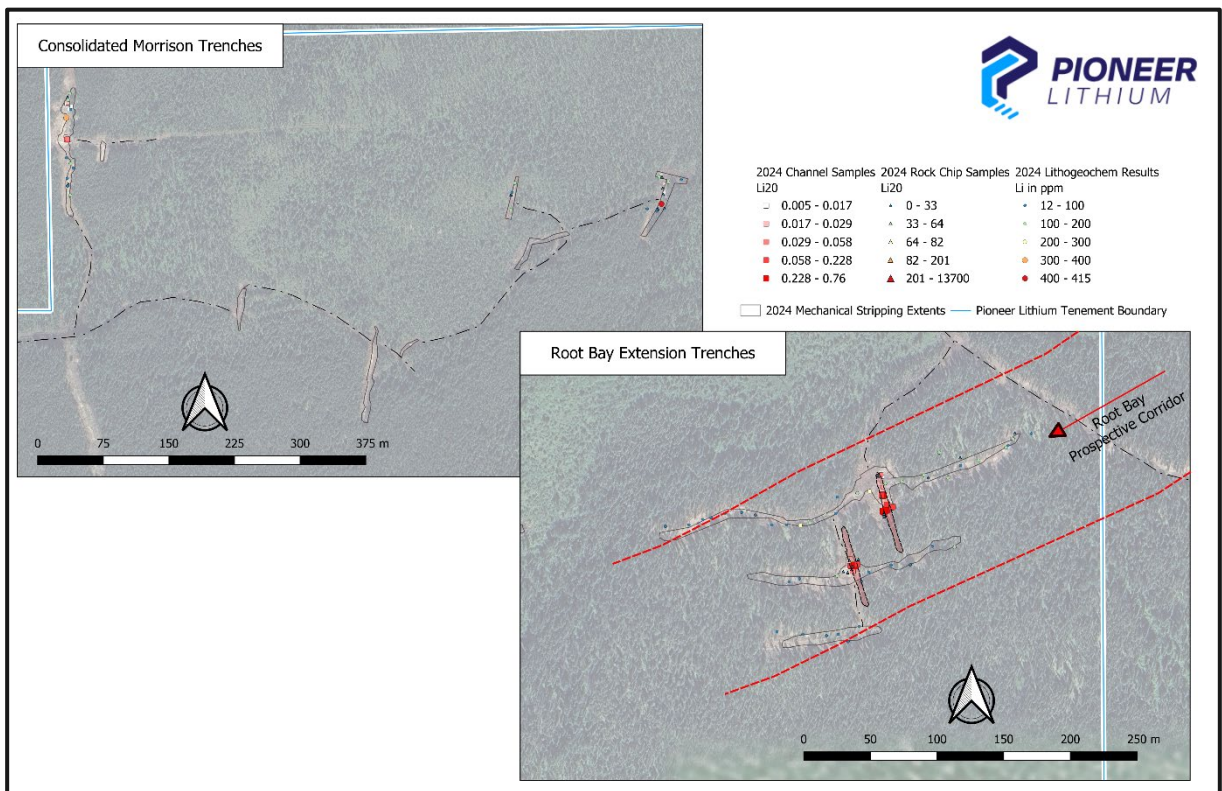 Consolidated Morrison Trenches
PIONEER
LITHIUM
2024 Channel Samples 2024 Rock Chip Samples 2024 Lithogeochem Results
Li20 Li20 Li in ppm
0.005 - 0.017 0 - 33 12 - 100
0.017 - 0.029 33 - 64 100 - 200
0.029 - 0.058 64 - 82 200 - 300
0.058 - 0.228 82 - 201 300 - 400
0.228 - 0.76 201 - 13700 400 - 415
2024 Mechanical Stripping Extents Pioneer Lithium Tenement Boundary
0 75 150 225 300 375 m
Root Bay Extension Trenches
Root Bay
Prospective Corridor
0 50 100 150 200 250 m